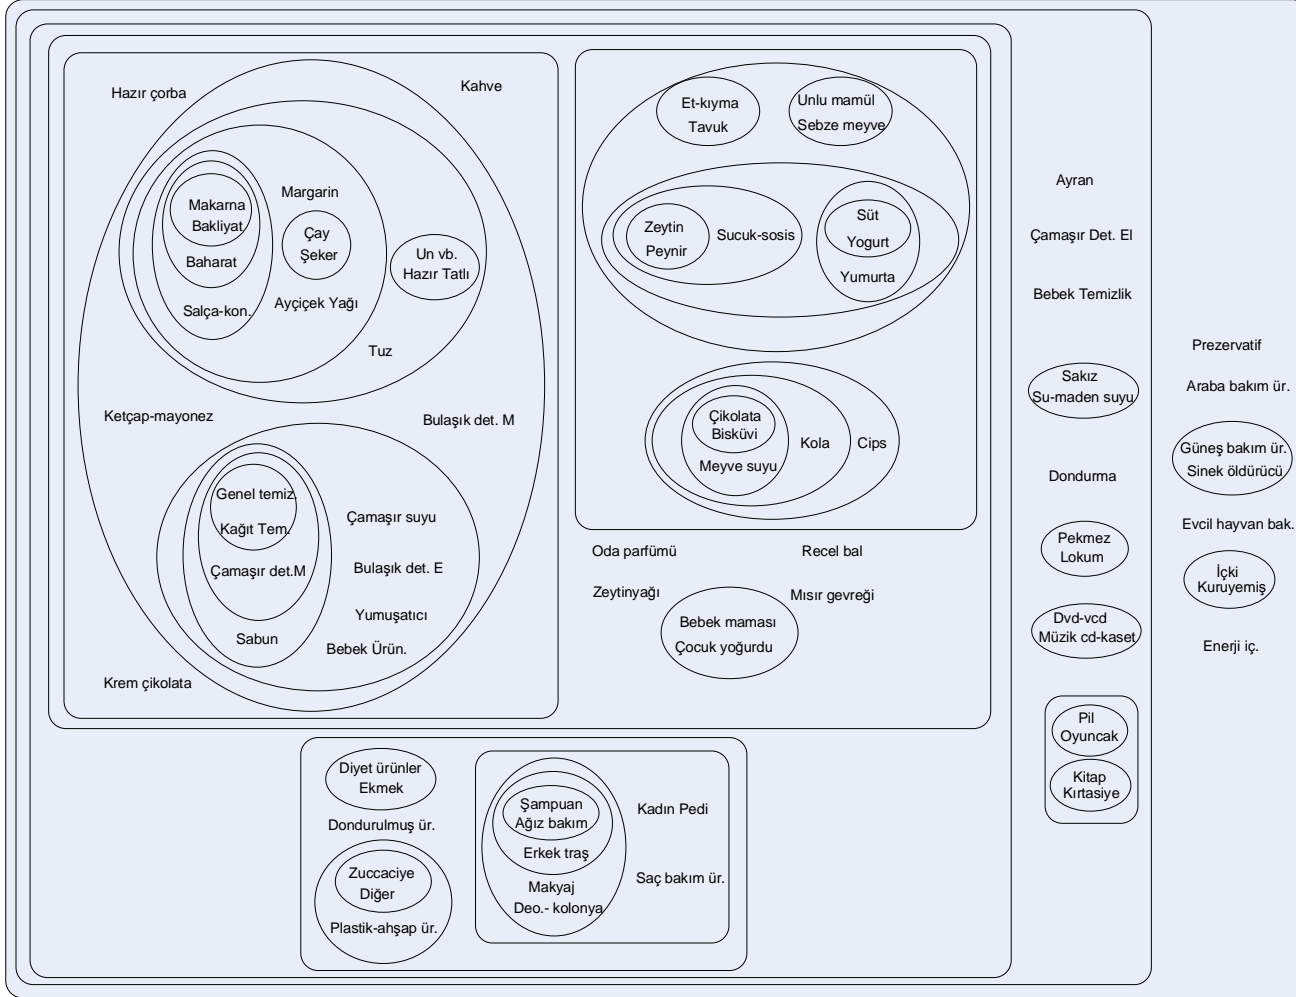 Hazır çorba
Kahve
Makarna
Bakliyat
Baharat
Salça-kon.
Margarin
Çay
Şeker
Ayçiçek Yağı
Un vb.
Hazır Tatlı
Tuz
Ketçap-mayonez
Bulaşık det. M
Genel temiz.
Kağıt Tem.
Çamaşır det.M
Sabun
Çamaşır suyu
Bulaşık det. E
Yumuşatıcı
Bebek Ürün.
Krem çikolata
Et-kıyma
Tavuk
Unlu mamül
Sebze meyve
Zeytin
Peynir
Sucuk-sosis
Süt
Yogurt
Yumurta
Çikolata
Bisküvi
Meyve suyu
Kola
Cips
Oda parfümü
Recel bal
Zeytinyağı
Mısır gevreği
Bebek maması
Çocuk yoğurdu
Diyet ürünler
Ekmek
Dondurulmuş ür.
Zuccaciye
Diğer
Plastik-ahşap ür.
Şampuan
Ağız bakım
Erkek traş
Makyaj
Deo.- kolonya
Kadın Pedi
Saç bakım ür.
Ayran
Çamaşır Det. El
Bebek Temizlik
Sakız
Su-maden suyu
Dondurma
Pekmez
Lokum
Dvd-vcd
Müzik cd-kaset
Pil
Oyuncak
Kitap
Kırtasiye
Prezervatif
Araba bakım ür.
Güneş bakım ür.
Sinek öldürücü
Evcil hayvan bak.
İçki
Kuruyemiş
Enerji iç.